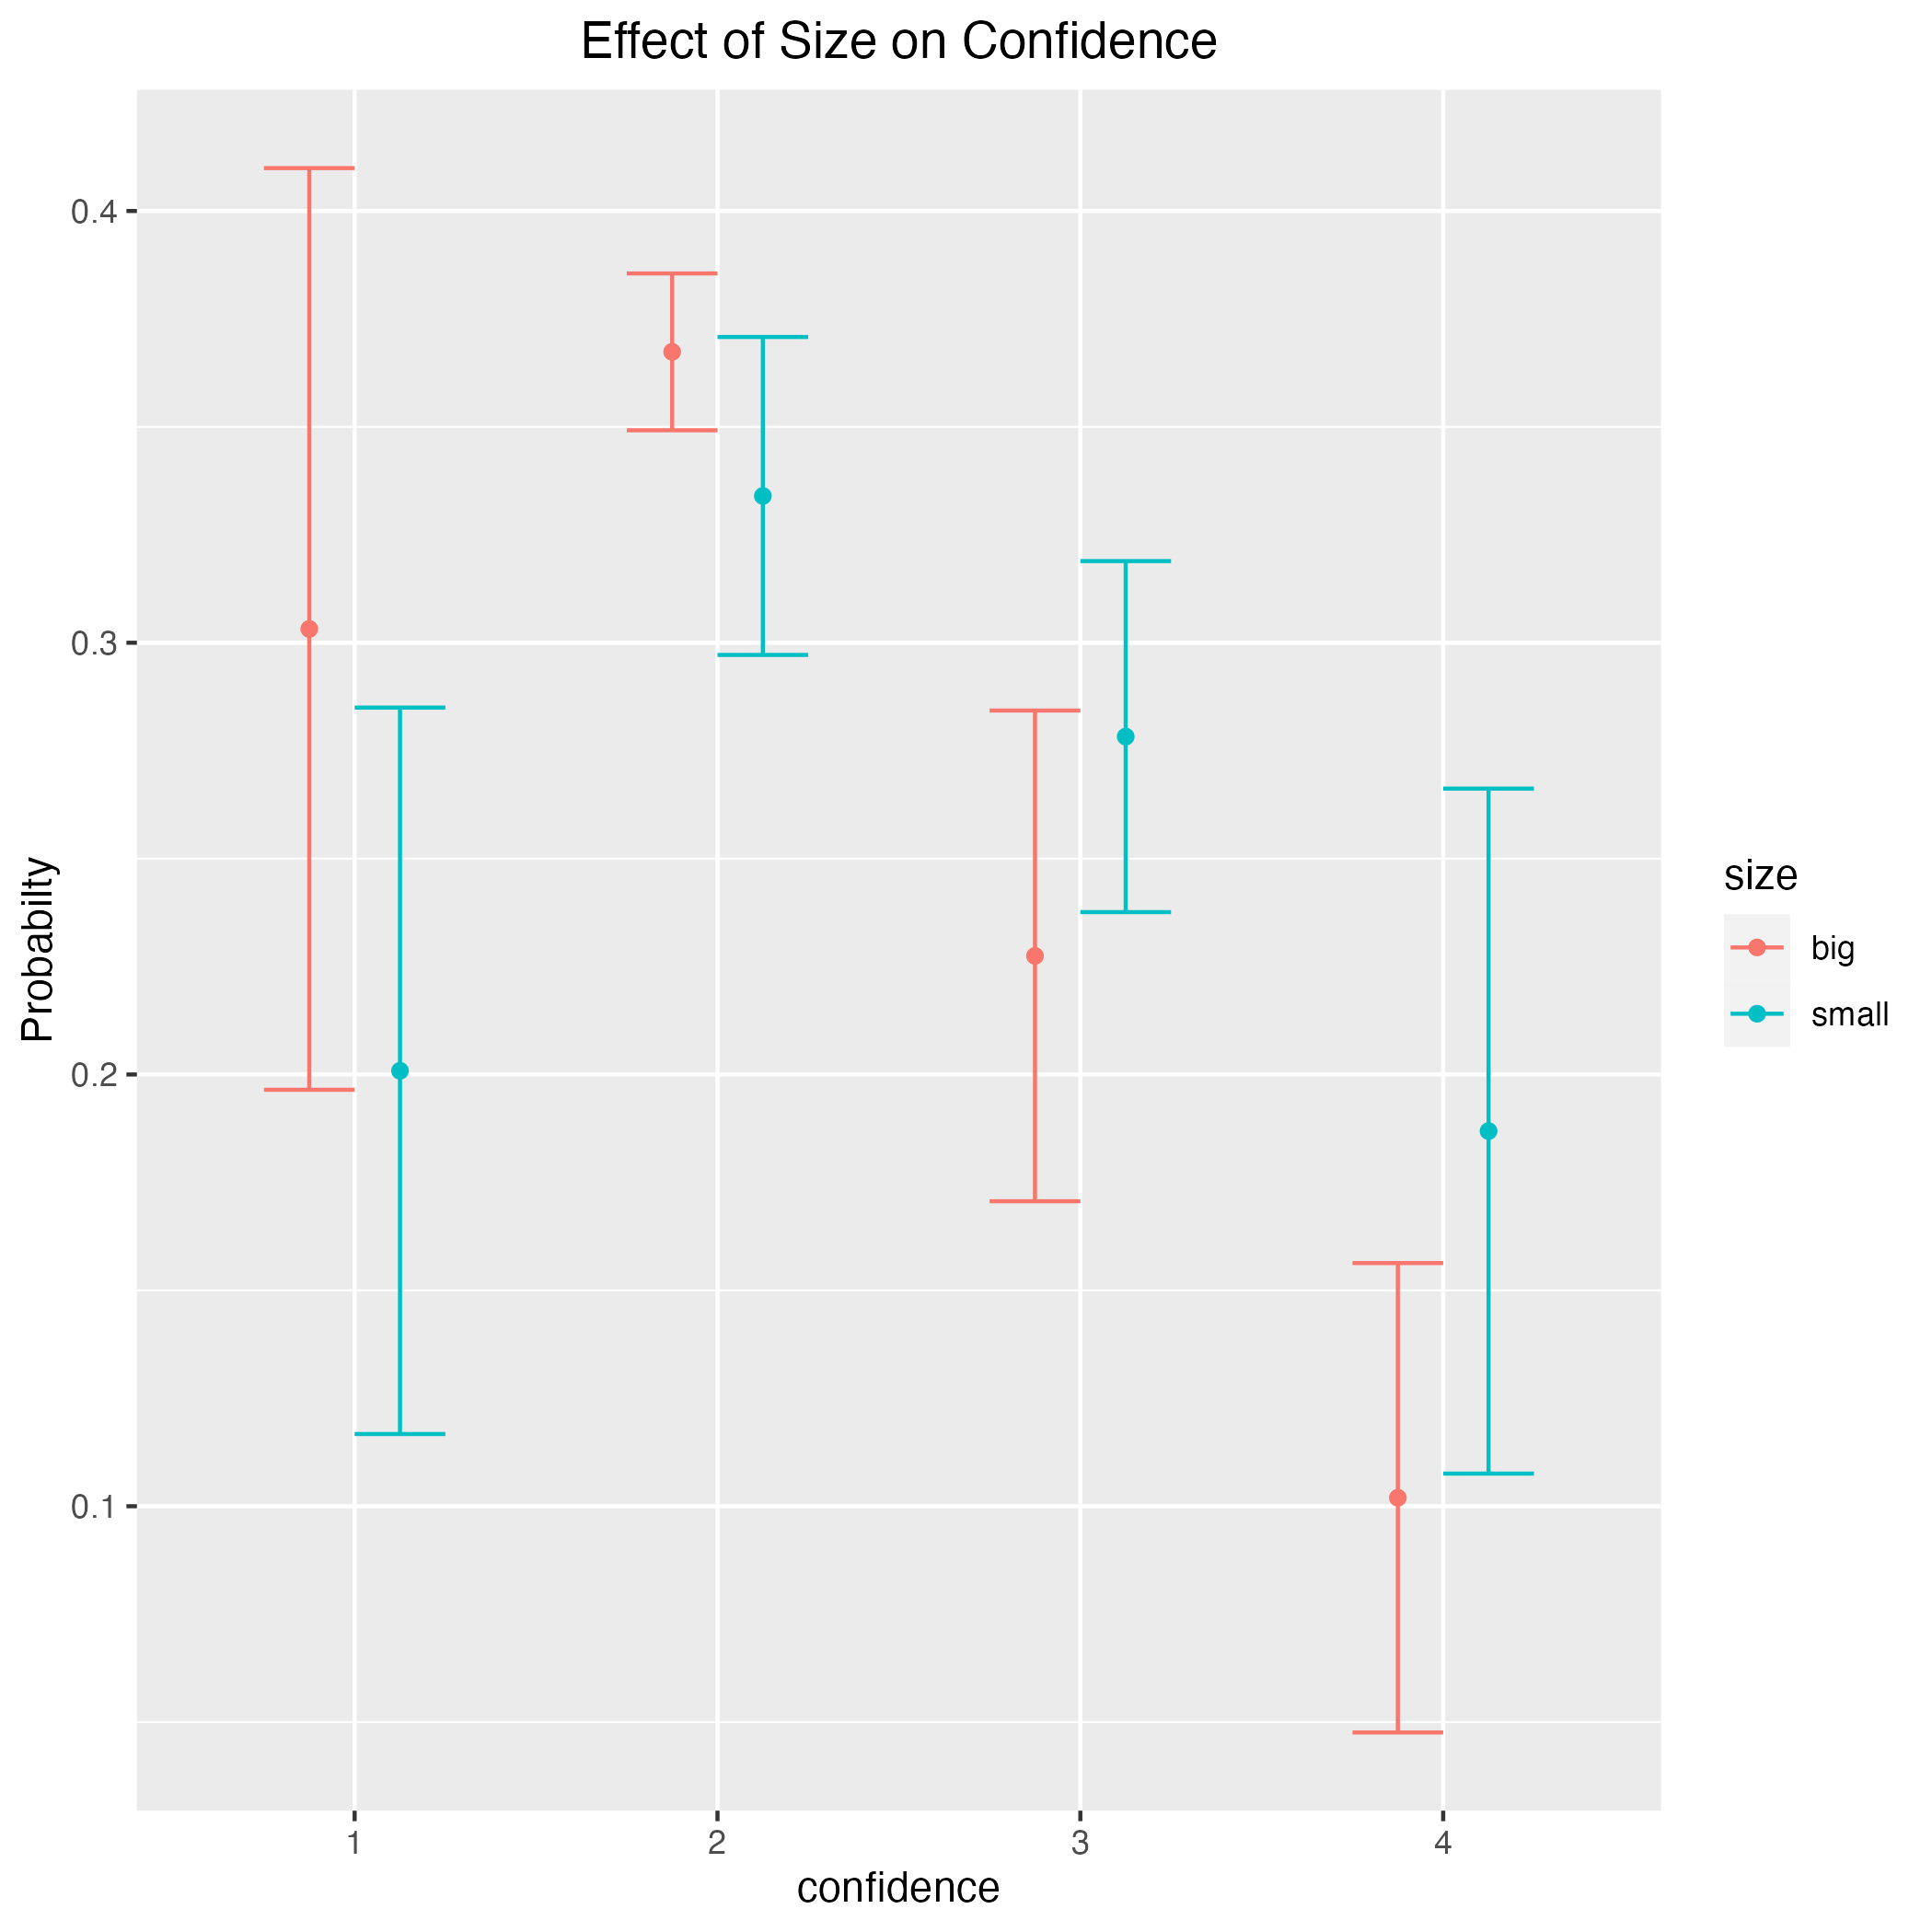 Effect of Size on Confidence
0.4
0.3
0.2
0.1
Probabilty
1 2 3 4
confidence
size
big
small